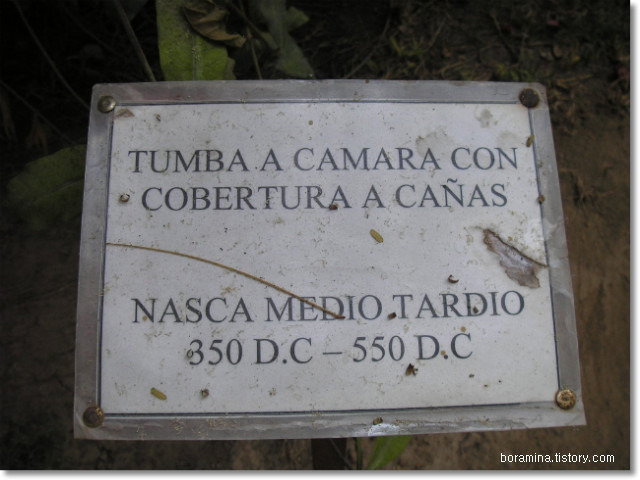 TUMBA A CAMARA CON
COBERTURA A CAÑAS
NASCA MEDIO TARDIO
350 D.C – 550 D.C
boramina.tistory.com